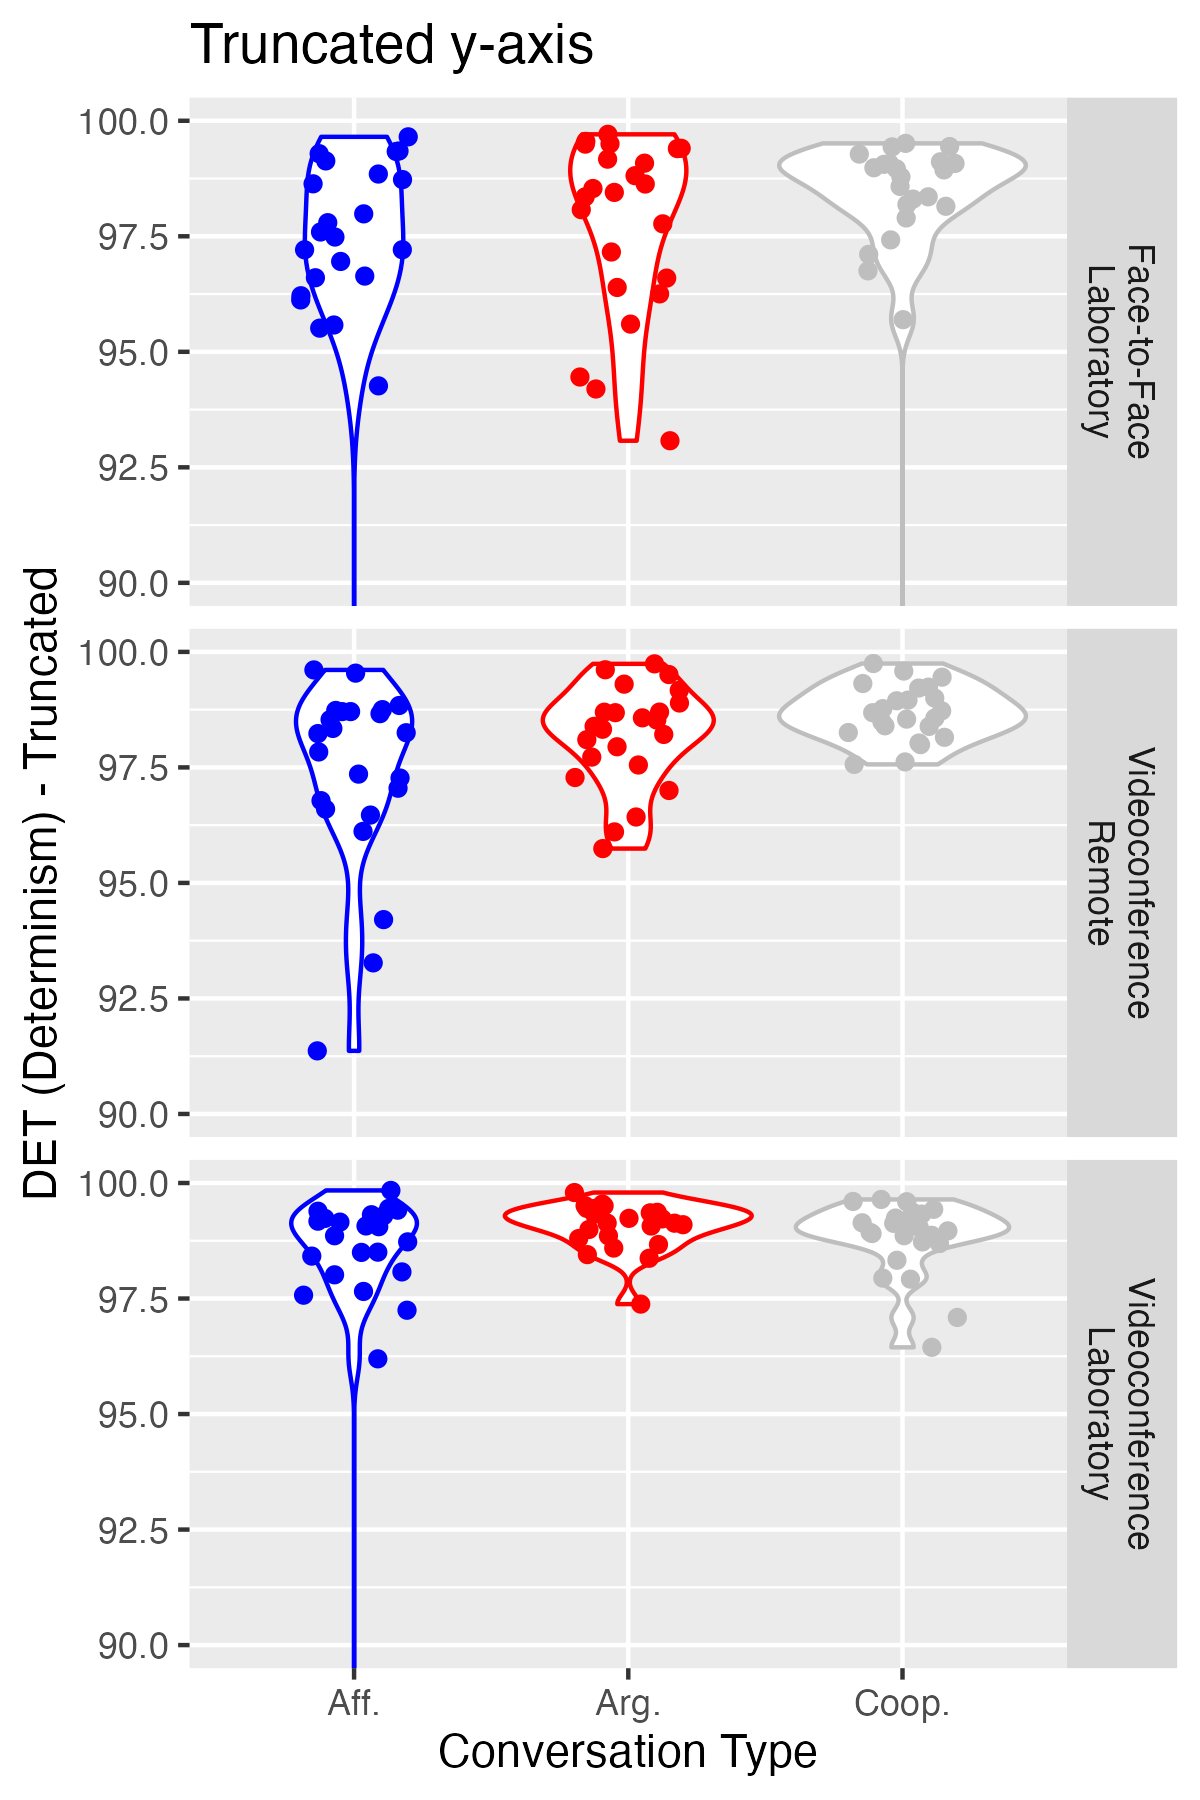 Truncated y-axis
DET (Determinism) - Truncated
100.0
97.5
95.0
92.5
90.0
Face-to-Face
Laboratory
100.0
97.5
95.0
92.5
90.0
Videoconference
Remote
100.0
97.5
95.0
92.5
90.0
Videoconference
Laboratory
Aff.
Arg.
Coop.
Conversation Type